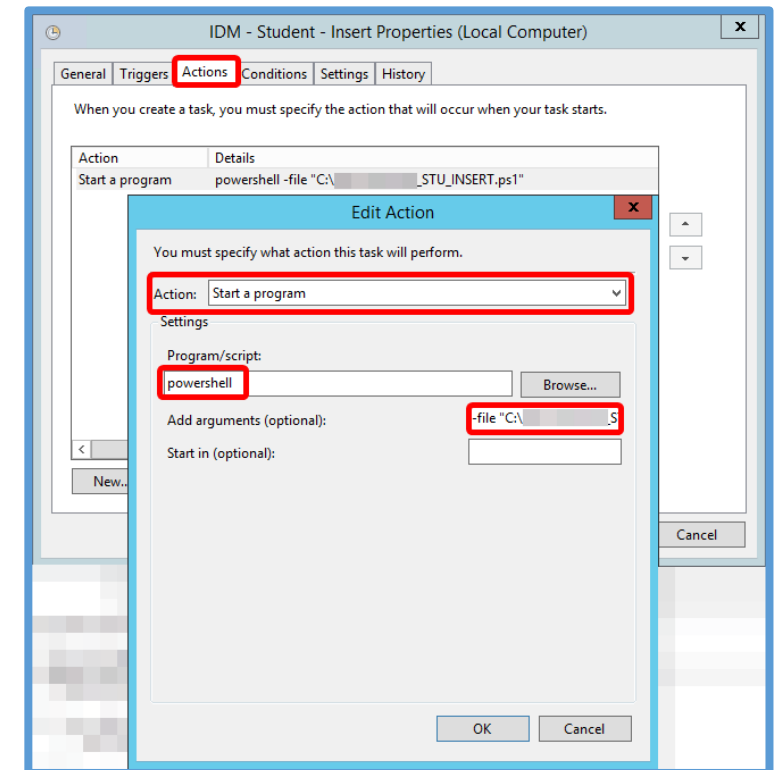 IDM - Student - Insert Properties (Local Computer)
x
General Triggers Actions Conditions Settings History
When you create a task, you must specify the action that will occur when your task starts.
Action Details
Start a program powershell -file "C:\ _STU_INSERT.ps1"
Edit Action
x
You must specify what action this task will perform.
Action: Start a program
Settings
Program/script:
powershell
Browse...
Add arguments (optional): -file "C:\ _S
Start in (optional):
New..
Cancel
OK Cancel